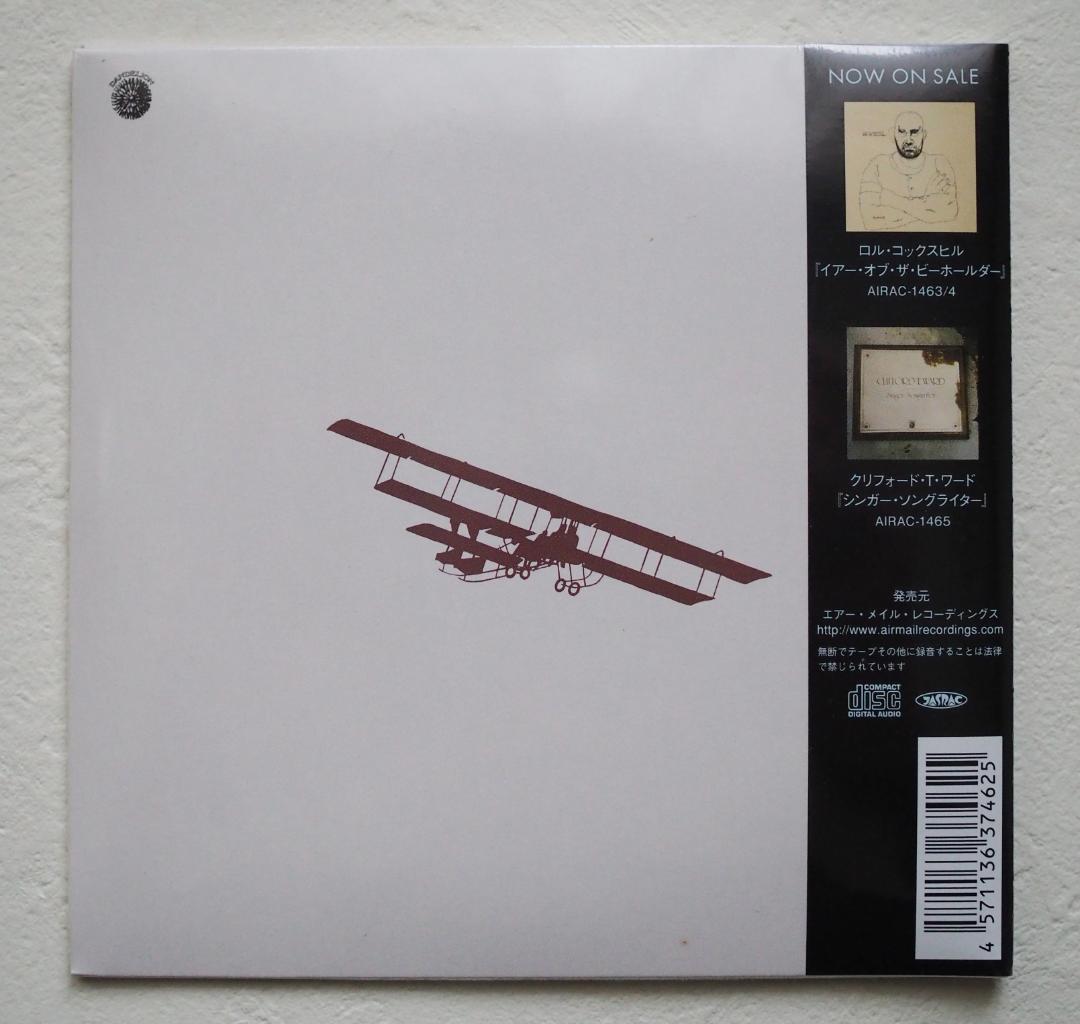 DANDELION
NOW ON SALE
ロル・コックスヒル
『イアー・オブ・ザ・ビーホールダー』
AIRAC-1463/4
CLIFFORD T. WARD
クリフォード・T・ワード
『シンガー・ソングライター』
AIRAC-1465
発売元
エアー・メイル・レコーディングス
http://www.airmailrecordings.com
無断でテープその他に録音することは法律
で禁じられています
COMPACT
disc
DIGITAL AUDIO
JASRAC
4 571136 374625